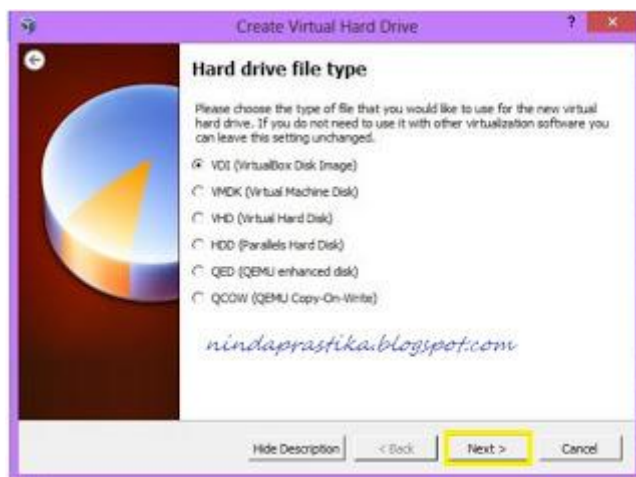 Create Virtual Hard Drive
?
Hard drive file type
Please choose the type of file that you would like to use for the new virtual
hard drive. If you do not need to use it with other virtualization software you
can leave this setting unchanged.
VDI (VirtualBox Disk Image)
VMDK (Virtual Machine Disk)
VHD (Virtual Hard Disk)
HDD (Parallels Hard Disk)
QED (QEMU enhanced disk)
QCOW (QEMU Copy-On-Write)
nindaprastika.blogspot.com
Hide Description < Back Next > Cancel